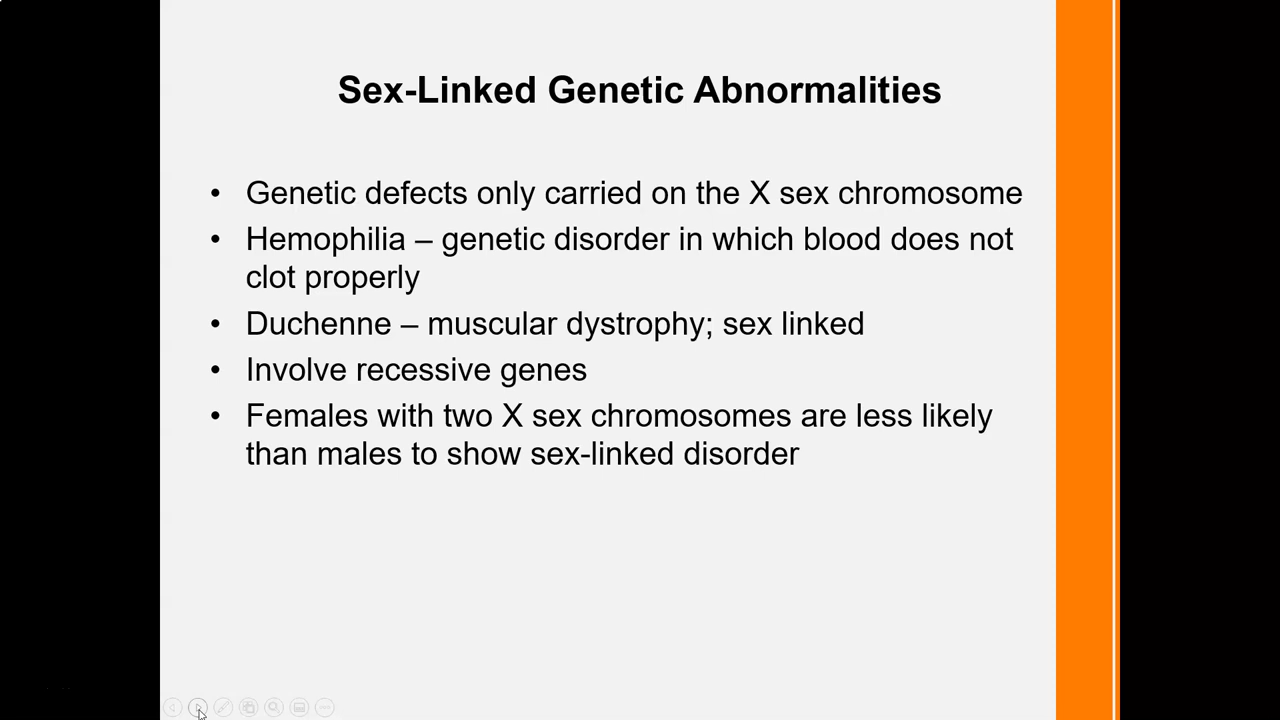 Sex-Linked Genetic Abnormalities
• Genetic defects only carried on the X sex chromosome
• Hemophilia – genetic disorder in which blood does not
clot properly
• Duchenne – muscular dystrophy; sex linked
• Involve recessive genes
• Females with two X sex chromosomes are less likely
than males to show sex-linked disorder